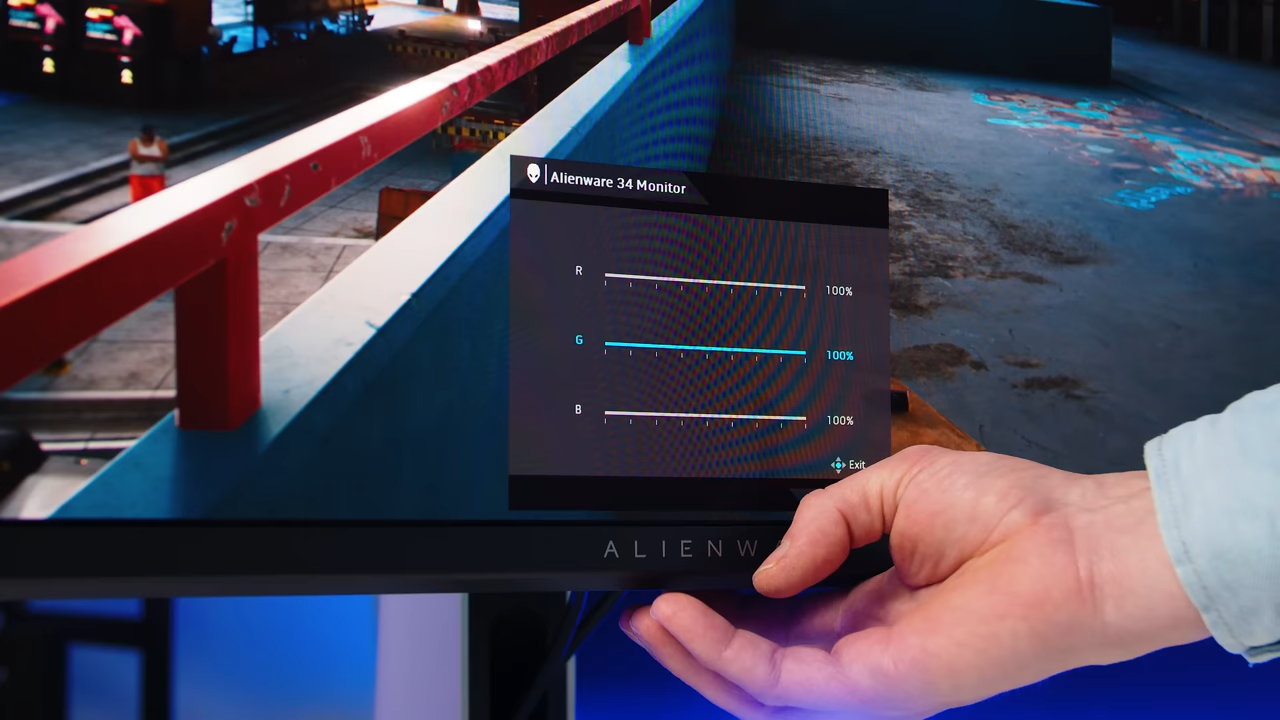 Alienware 34 Monitor
R 100%
G 100%
B 100%
Exit
ALIENW